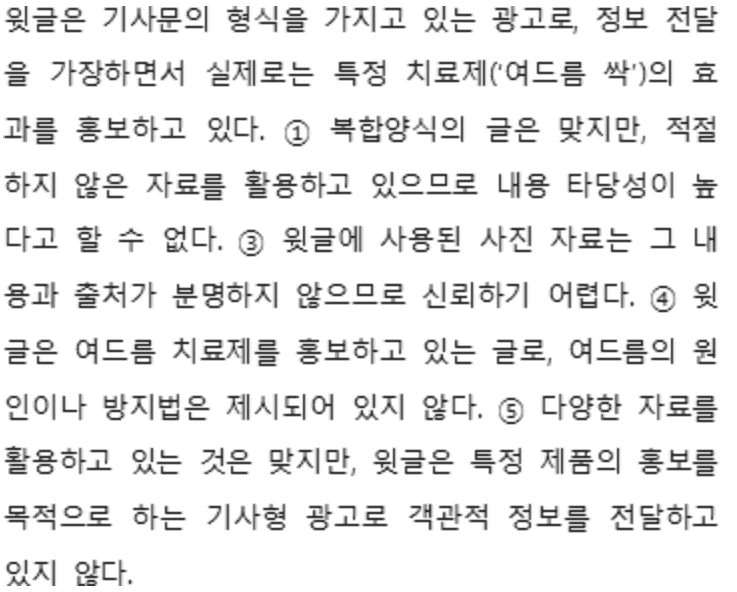 윗글은 기사문의 형식을 가지고 있는 광고로, 정보 전달
을 가장하면서 실제로는 특정 치료제('여드름 싹')의 효
과를 홍보하고 있다. ① 복합양식의 글은 맞지만, 적절
하지 않은 자료를 활용하고 있으므로 내용 타당성이 높
다고 할 수 없다. ③ 윗글에 사용된 사진 자료는 그 내
용과 출처가 분명하지 않으므로 신뢰하기 어렵다. ④ 윗
글은 여드름 치료제를 홍보하고 있는 글로, 여드름의 원
인이나 방지법은 제시되어 있지 않다. ⑤ 다양한 자료를
활용하고 있는 것은 맞지만, 윗글은 특정 제품의 홍보를
목적으로 하는 기사형 광고로 객관적 정보를 전달하고
있지 않다.